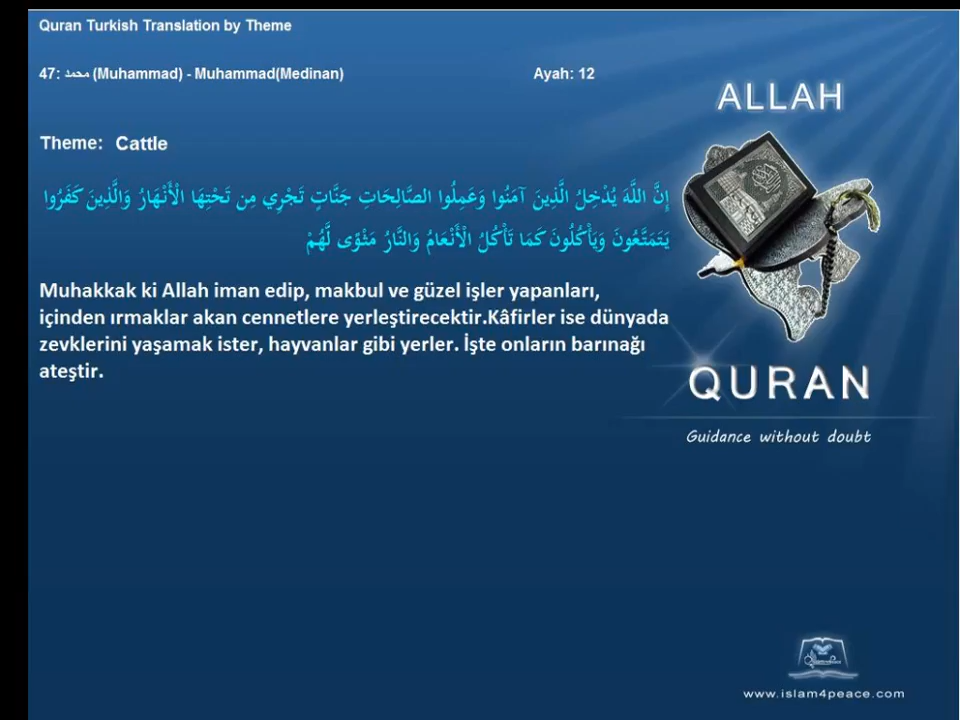 Quran Turkish Translation by Theme
47: محمد (Muhammad) - Muhammad(Medinan) Ayah: 12
ALLAH
Theme: Cattle
إِنَّ اللَّهَ يُدْخِلُ الَّذِينَ آمَنُوا وَعَمِلُوا الصَّالِحَاتِ جَنَّاتٍ تَجْرِي مِن تَحْتِهَا الْأَنْهَارُ وَالَّذِينَ كَفَرُوا
يَتَمَتَّعُونَ وَيَأْكُلُونَ كَمَا تَأْكُلُ الْأَنْعَامُ وَالنَّارُ مَثْوًى لَّهُمْ
Muhakkak ki Allah iman edip, makbul ve güzel işler yapanları,
içinden ırmaklar akan cennetlere yerleştirecektir.Kâfirler ise dünyada
zevklerini yaşamak ister, hayvanlar gibi yerler. İşte onların barınağı
ateştir.
QURAN
Guidance without doubt
www.islam4peace.com